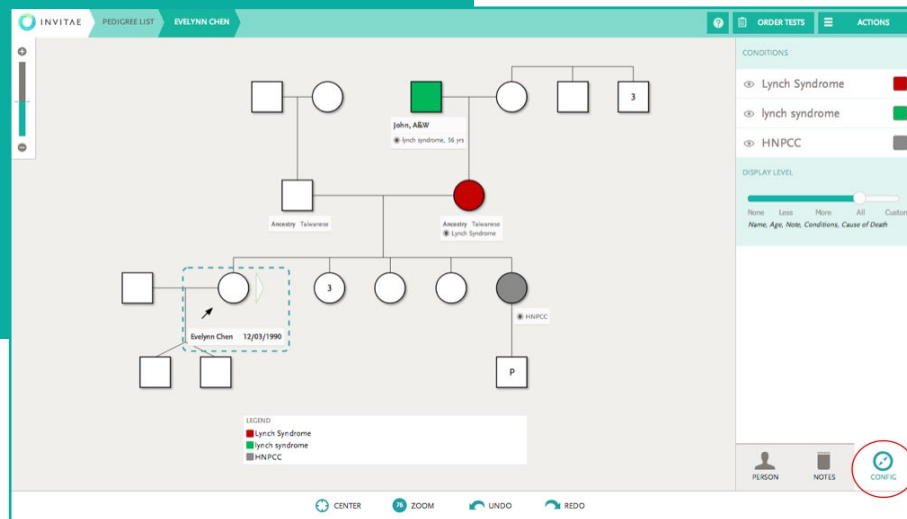 INVITAE PEDIGREE LIST EVELYNN CHEN ? ORDER TESTS ACTIONS
CONDITIONS
Lynch Syndrome
lynch syndrome
HNPCC
DISPLAY LEVEL
None Less More All Custom
Name, Age, Note, Conditions, Cause of Death
3
John, A&W
lynch syndrome, 56 yrs
Ancestry Taiwanese
Ancestry Taiwanese
Lynch Syndrome
3
HNPCC
Evelynn Chen 12/03/1990
P
LEGEND
Lynch Syndrome
lynch syndrome
HNPCC
PERSON NOTES CONFIG
CENTER 76 ZOOM UNDO REDO